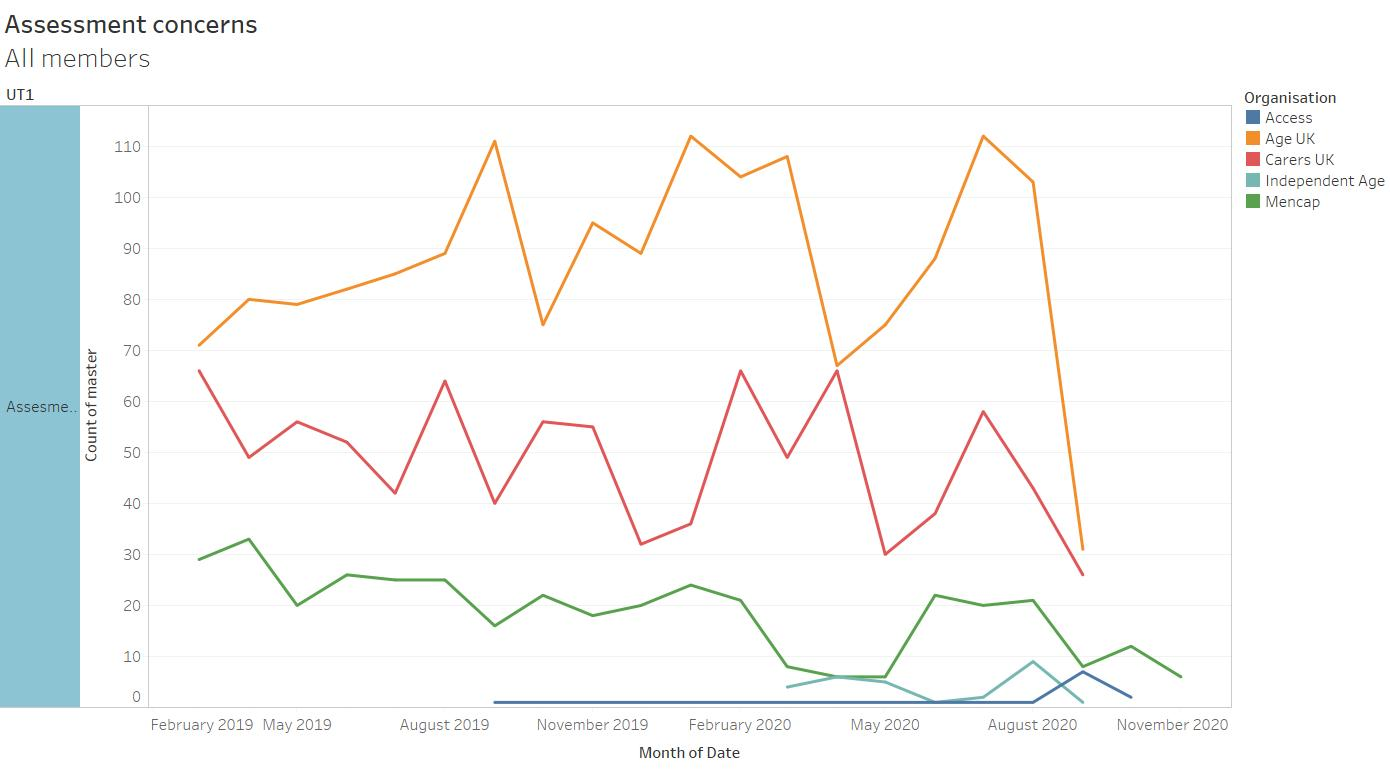 Assessment concerns
All members
UT1
Organisation
Access
Age UK
Carers UK
Independent Age
Mencap
Assesme..
Count of master
110
100
90
80
70
60
50
40
30
20
10
0
February 2019 May 2019 August 2019 November 2019 February 2020 May 2020 August 2020 November 2020
Month of Date